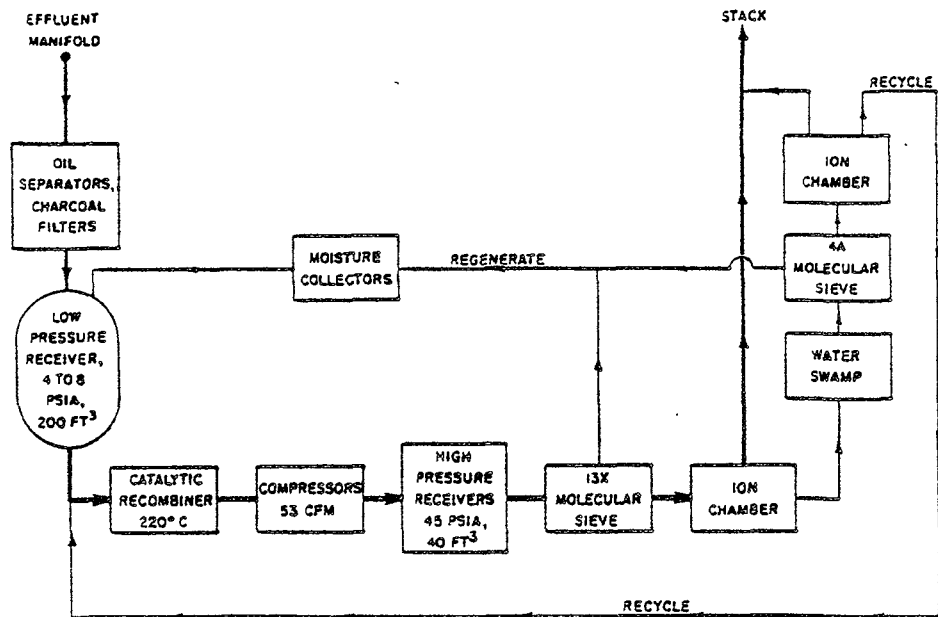 EFFLUENT
MANIFOLD
STACK
RECYCLE
OIL
SEPARATORS,
CHARCOAL
FILTERS
ION
CHAMBER
MOISTURE
COLLECTORS
REGENERATE
4A
MOLECULAR
SIEVE
LOW
PRESSURE
RECEIVER,
4 TO 8
PSIA,
200 FT³
WATER
SWAMP
CATALYTIC
RECOMBINER
220° C
COMPRESSORS
53 CFM
HIGH
PRESSURE
RECEIVERS
45 PSIA,
40 FT³
13X
MOLECULAR
SIEVE
ION
CHAMBER
RECYCLE